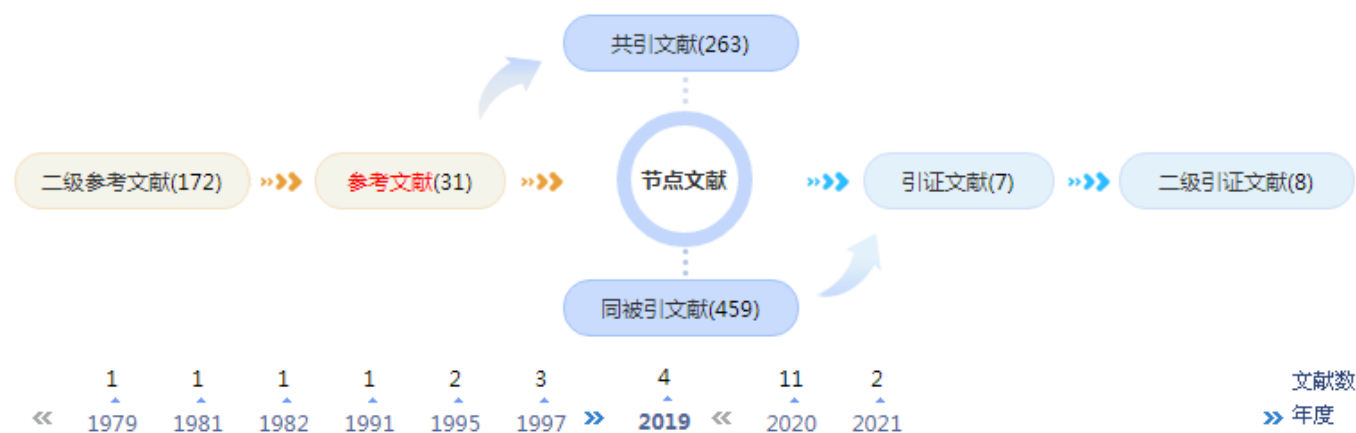 共引文献(263)
二级参考文献(172)
参考文献(31)
节点文献
引证文献(7)
二级引证文献(8)
同被引文献(459)
1 1 1 1 2 3 4 11 2 文献数
1979 1981 1982 1991 1995 1997 2019 2020 2021 年度